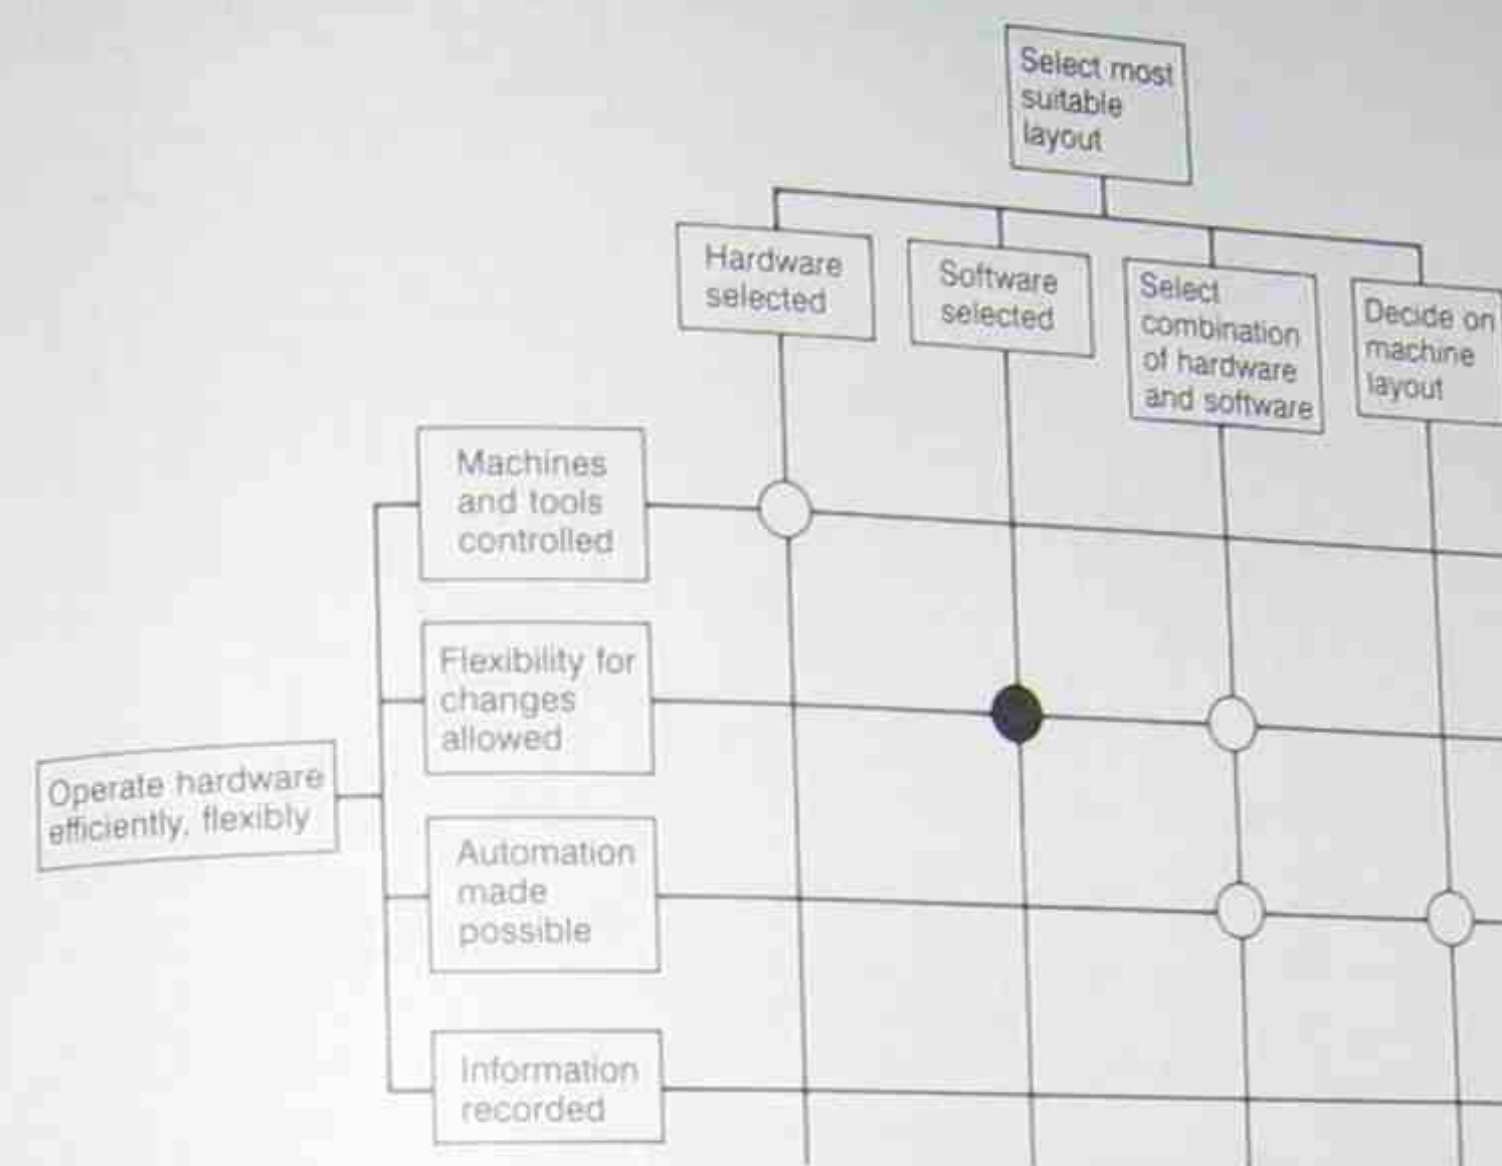 Select most
suitable
layout
Hardware
selected
Software
selected
Select
combination
of hardware
and software
Decide on
machine
layout
Machines
and tools
controlled
Flexibility for
changes
allowed
Operate hardware
efficiently, flexibly
Automation
made
possible
Information
recorded